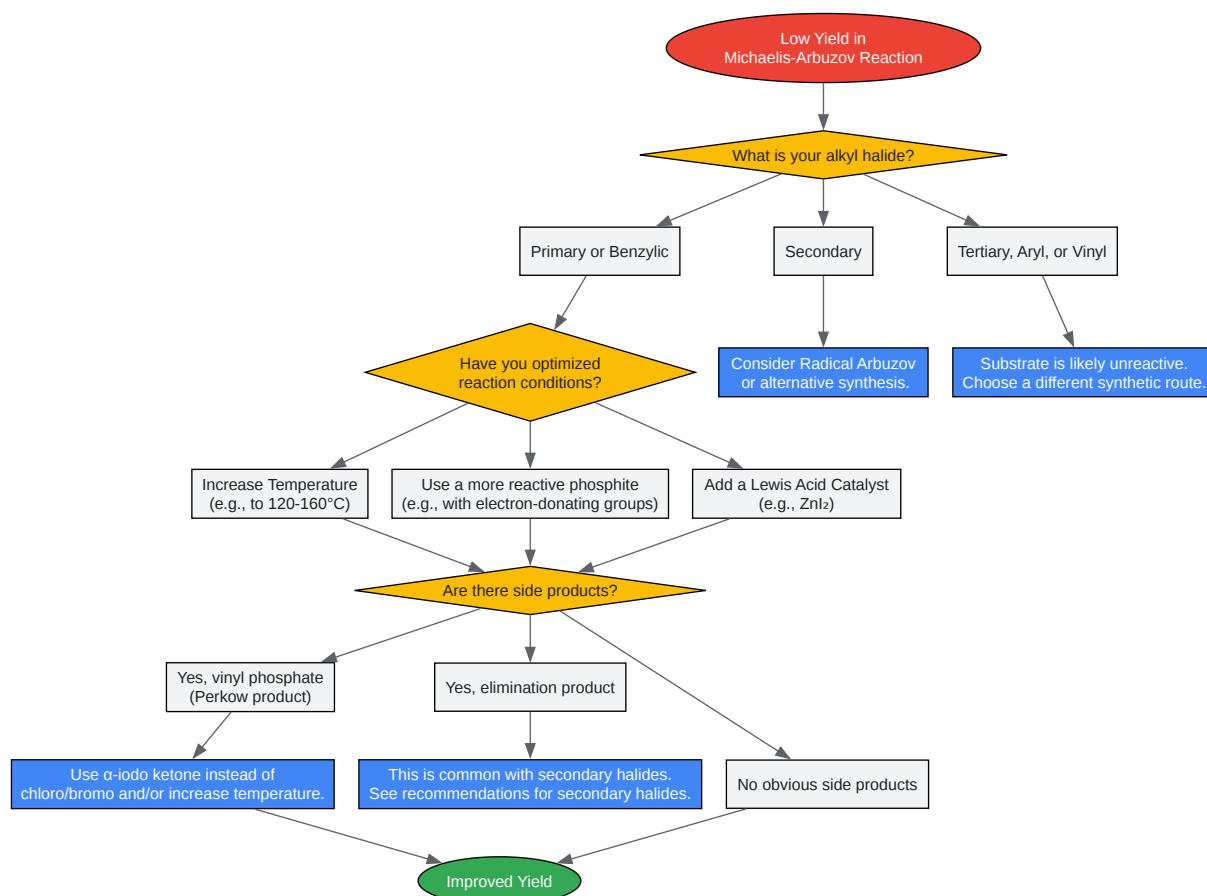 Low Yield in
Michaelis-Arbuzov Reaction
What is your alkyl halide?
Primary or Benzylic
Secondary
Tertiary, Aryl, or Vinyl
Have you optimized
reaction conditions?
Consider Radical Arbuzov
or alternative synthesis.
Substrate is likely unreactive.
Choose a different synthetic route.
Increase Temperature
(e.g., to 120-160°C)
Use a more reactive phosphite
(e.g., with electron-donating groups)
Add a Lewis Acid Catalyst
(e.g., ZnI₂)
Are there side products?
Yes, vinyl phosphate
(Perkow product)
Yes, elimination product
Use α-iodo ketone instead of
chloro/bromo and/or increase temperature.
This is common with secondary halides.
See recommendations for secondary halides.
No obvious side products
Improved Yield